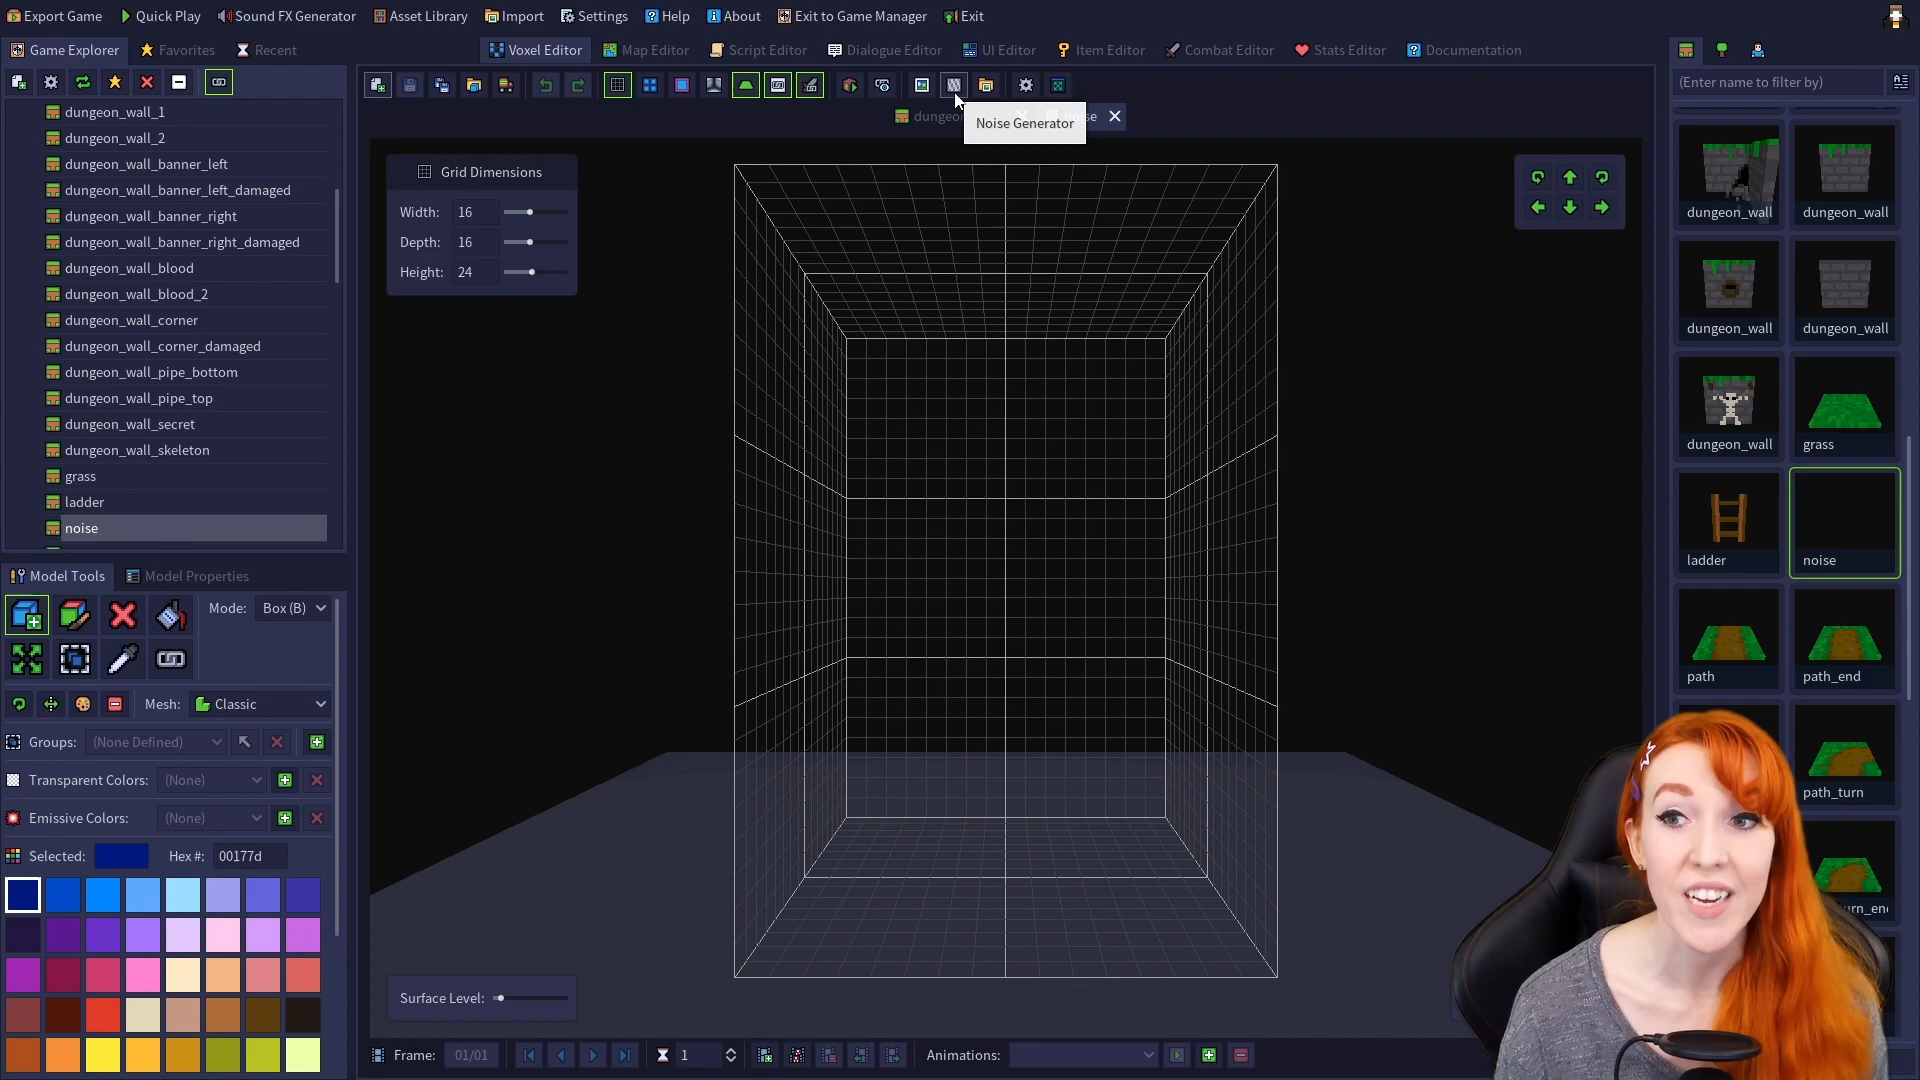 Export Game
Quick Play
Sound FX Generator
Asset Library
Import
Settings
Help
About
Exit to Game Manager
Exit
Game Explorer
Favorites
Recent
Voxel Editor
Map Editor
Script Editor
Dialogue Editor
UI Editor
Item Editor
Combat Editor
Stats Editor
Documentation
(Enter name to filter by)
Noise Generator
dungeon_wall_1
dungeon_wall_2
dungeon_wall_banner_left
dungeon_wall_banner_left_damaged
dungeon_wall_banner_right
dungeon_wall_banner_right_damaged
dungeon_wall_blood
dungeon_wall_blood_2
dungeon_wall_corner
dungeon_wall_corner_damaged
dungeon_wall_pipe_bottom
dungeon_wall_pipe_top
dungeon_wall_secret
dungeon_wall_skeleton
grass
ladder
noise
Grid Dimensions
Width: 16
Depth: 16
Height: 24
Surface Level:
dungeon_wall
dungeon_wall
dungeon_wall
dungeon_wall
dungeon_wall
grass
ladder
noise
path
path_end
path_turn
Model Tools
Model Properties
Mode: Box (B)
Mesh: Classic
Groups: (None Defined)
Transparent Colors: (None)
Emissive Colors: (None)
Selected: Hex #: 00177d
Frame: 01/01
1
Animations: